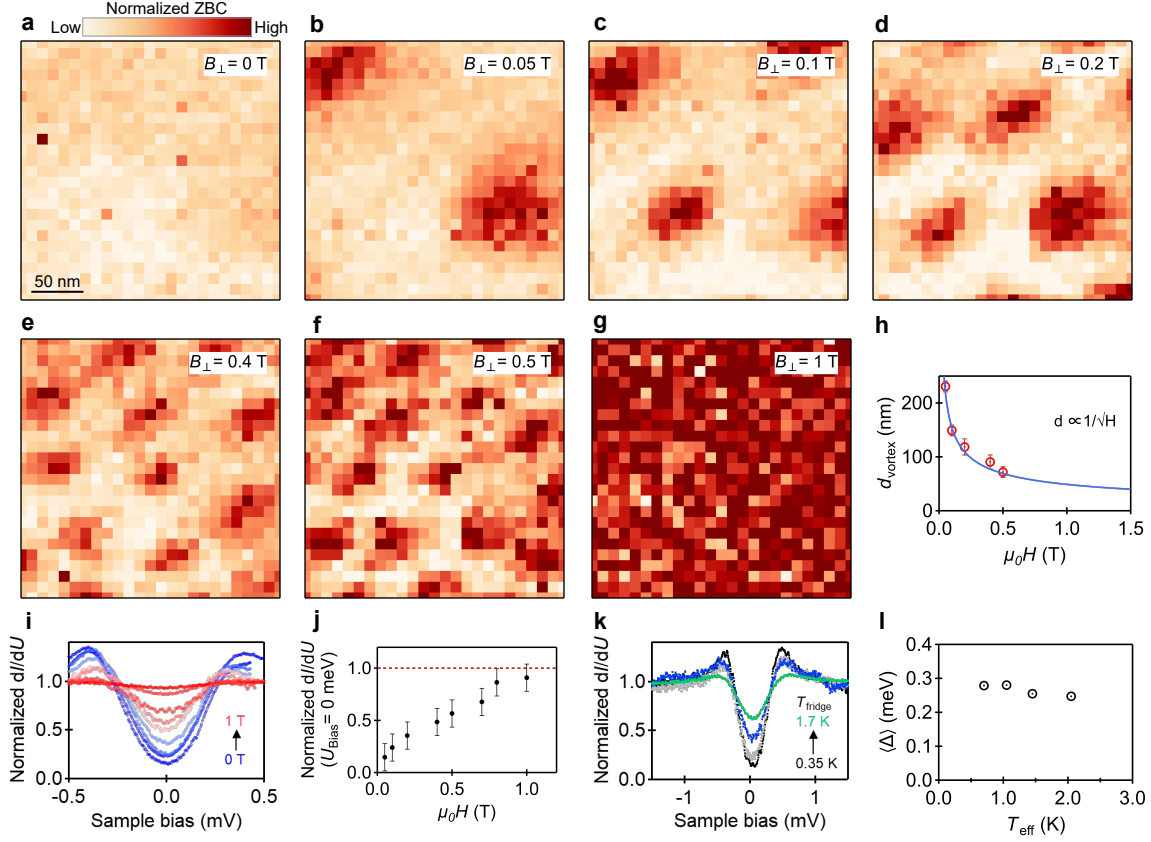 a
Normalized ZBC
Low
High
B⊥= 0 T
50 nm
b
B⊥= 0.05 T
c
B⊥= 0.1 T
d
B⊥= 0.2 T
e
B⊥= 0.4 T
f
B⊥= 0.5 T
g
B⊥= 1 T
h
d ∝1/√H
200
100
0
dvortex (nm)
0.0
0.5
1.0
1.5
μ0H (T)
i
Normalized dI/dU
1.0
0.5
0.0
1 T
0 T
-0.5
0.0
0.5
Sample bias (mV)
j
Normalized dI/dU
(UBias= 0 meV)
1.0
0.5
0.0
0.0
0.5
1.0
μ0H (T)
k
Normalized dI/dU
1.0
0.5
0.0
Tfridge
1.7 K
0.35 K
-1
0
1
Sample bias (mV)
l
⟨Δ⟩ (meV)
0.4
0.3
0.2
0.1
0
0.0
1.0
2.0
3.0
Teff (K)